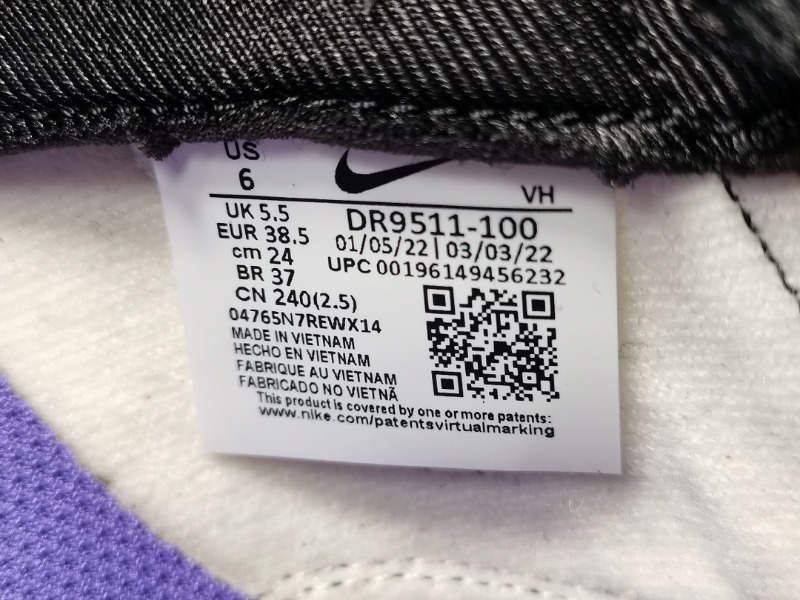 US
6
VH
UK 5.5
EUR 38.5
cm 24
BR 37
CN 240(2.5)
DR9511-100
01/05/22 | 03/03/22
UPC 00196149456232
04765N7REWX14
MADE IN VIETNAM
HECHO EN VIETNAM
FABRIQUE AU VIETNAM
FABRICADO NO VIETNÃ
This product is covered by one or more patents:
www.nike.com/patentsvirtualmarking